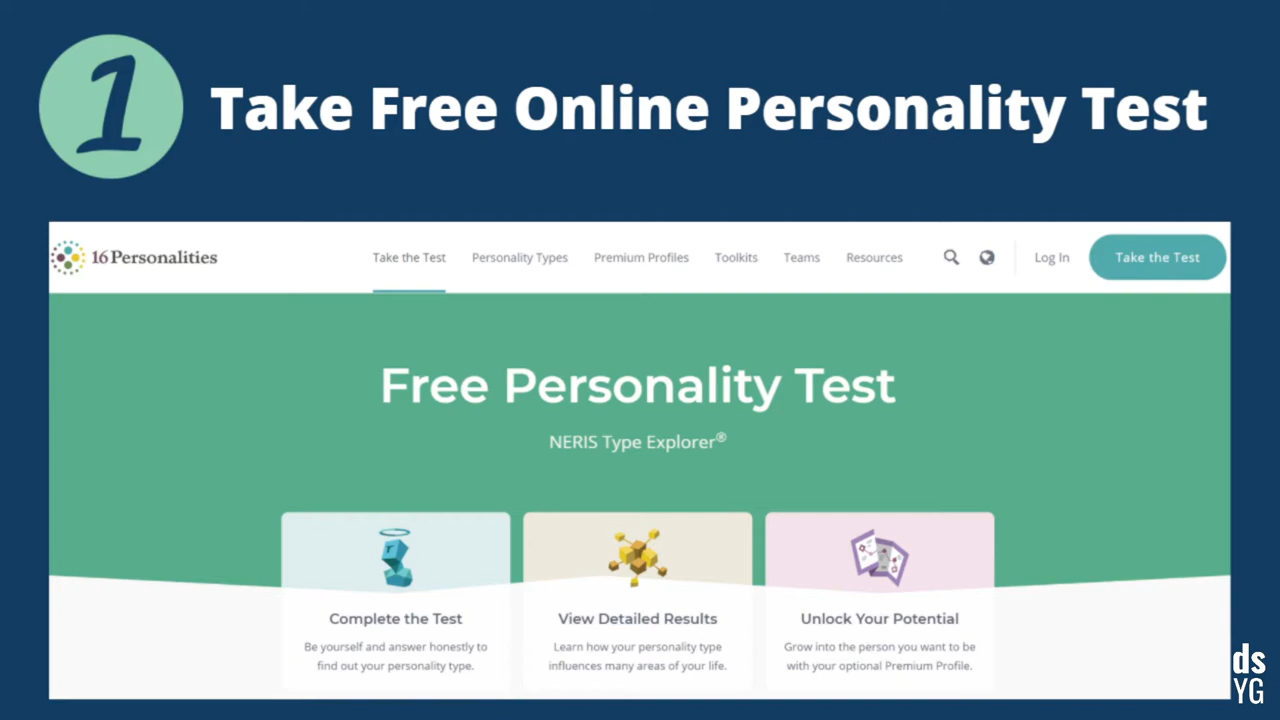 1 Take Free Online Personality Test
16 Personalities
Take the Test Personality Types Premium Profiles Toolkits Teams Resources Log In Take the Test
Free Personality Test
NERIS Type Explorer®
Complete the Test
Be yourself and answer honestly to
find out your personality type.
View Detailed Results
Learn how your personality type
influences many areas of your life.
Unlock Your Potential
Grow into the person you want to be
with your optional Premium Profile.
ds
YG